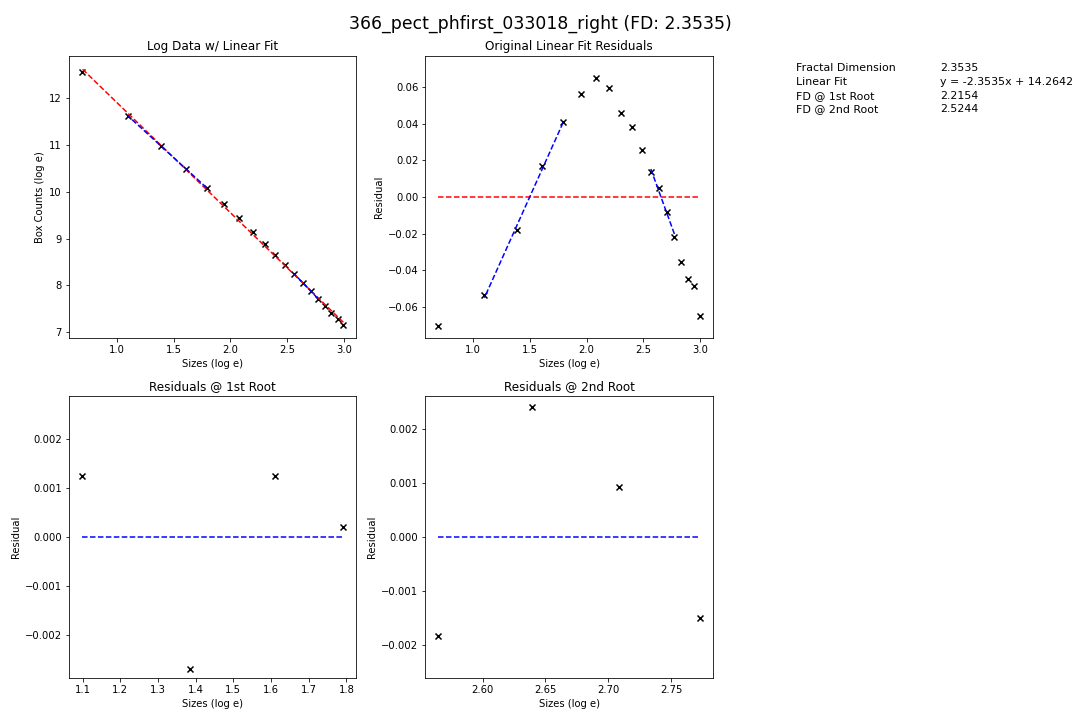 366_pect_phfirst_033018_right (FD: 2.3535)
Log Data w/ Linear Fit
12
11
10
9
8
7
Box Counts (log e)
1.0 1.5 2.0 2.5 3.0
Sizes (log e)
Original Linear Fit Residuals
0.06
0.04
0.02
0.00
−0.02
−0.04
−0.06
Residual
1.0 1.5 2.0 2.5 3.0
Sizes (log e)
Fractal Dimension 2.3535
Linear Fit y = -2.3535x + 14.2642
FD @ 1st Root 2.2154
FD @ 2nd Root 2.5244
Residuals @ 1st Root
0.002
0.001
0.000
−0.001
−0.002
Residual
1.1 1.2 1.3 1.4 1.5 1.6 1.7 1.8
Sizes (log e)
Residuals @ 2nd Root
0.002
0.001
0.000
−0.001
−0.002
Residual
2.60 2.65 2.70 2.75
Sizes (log e)